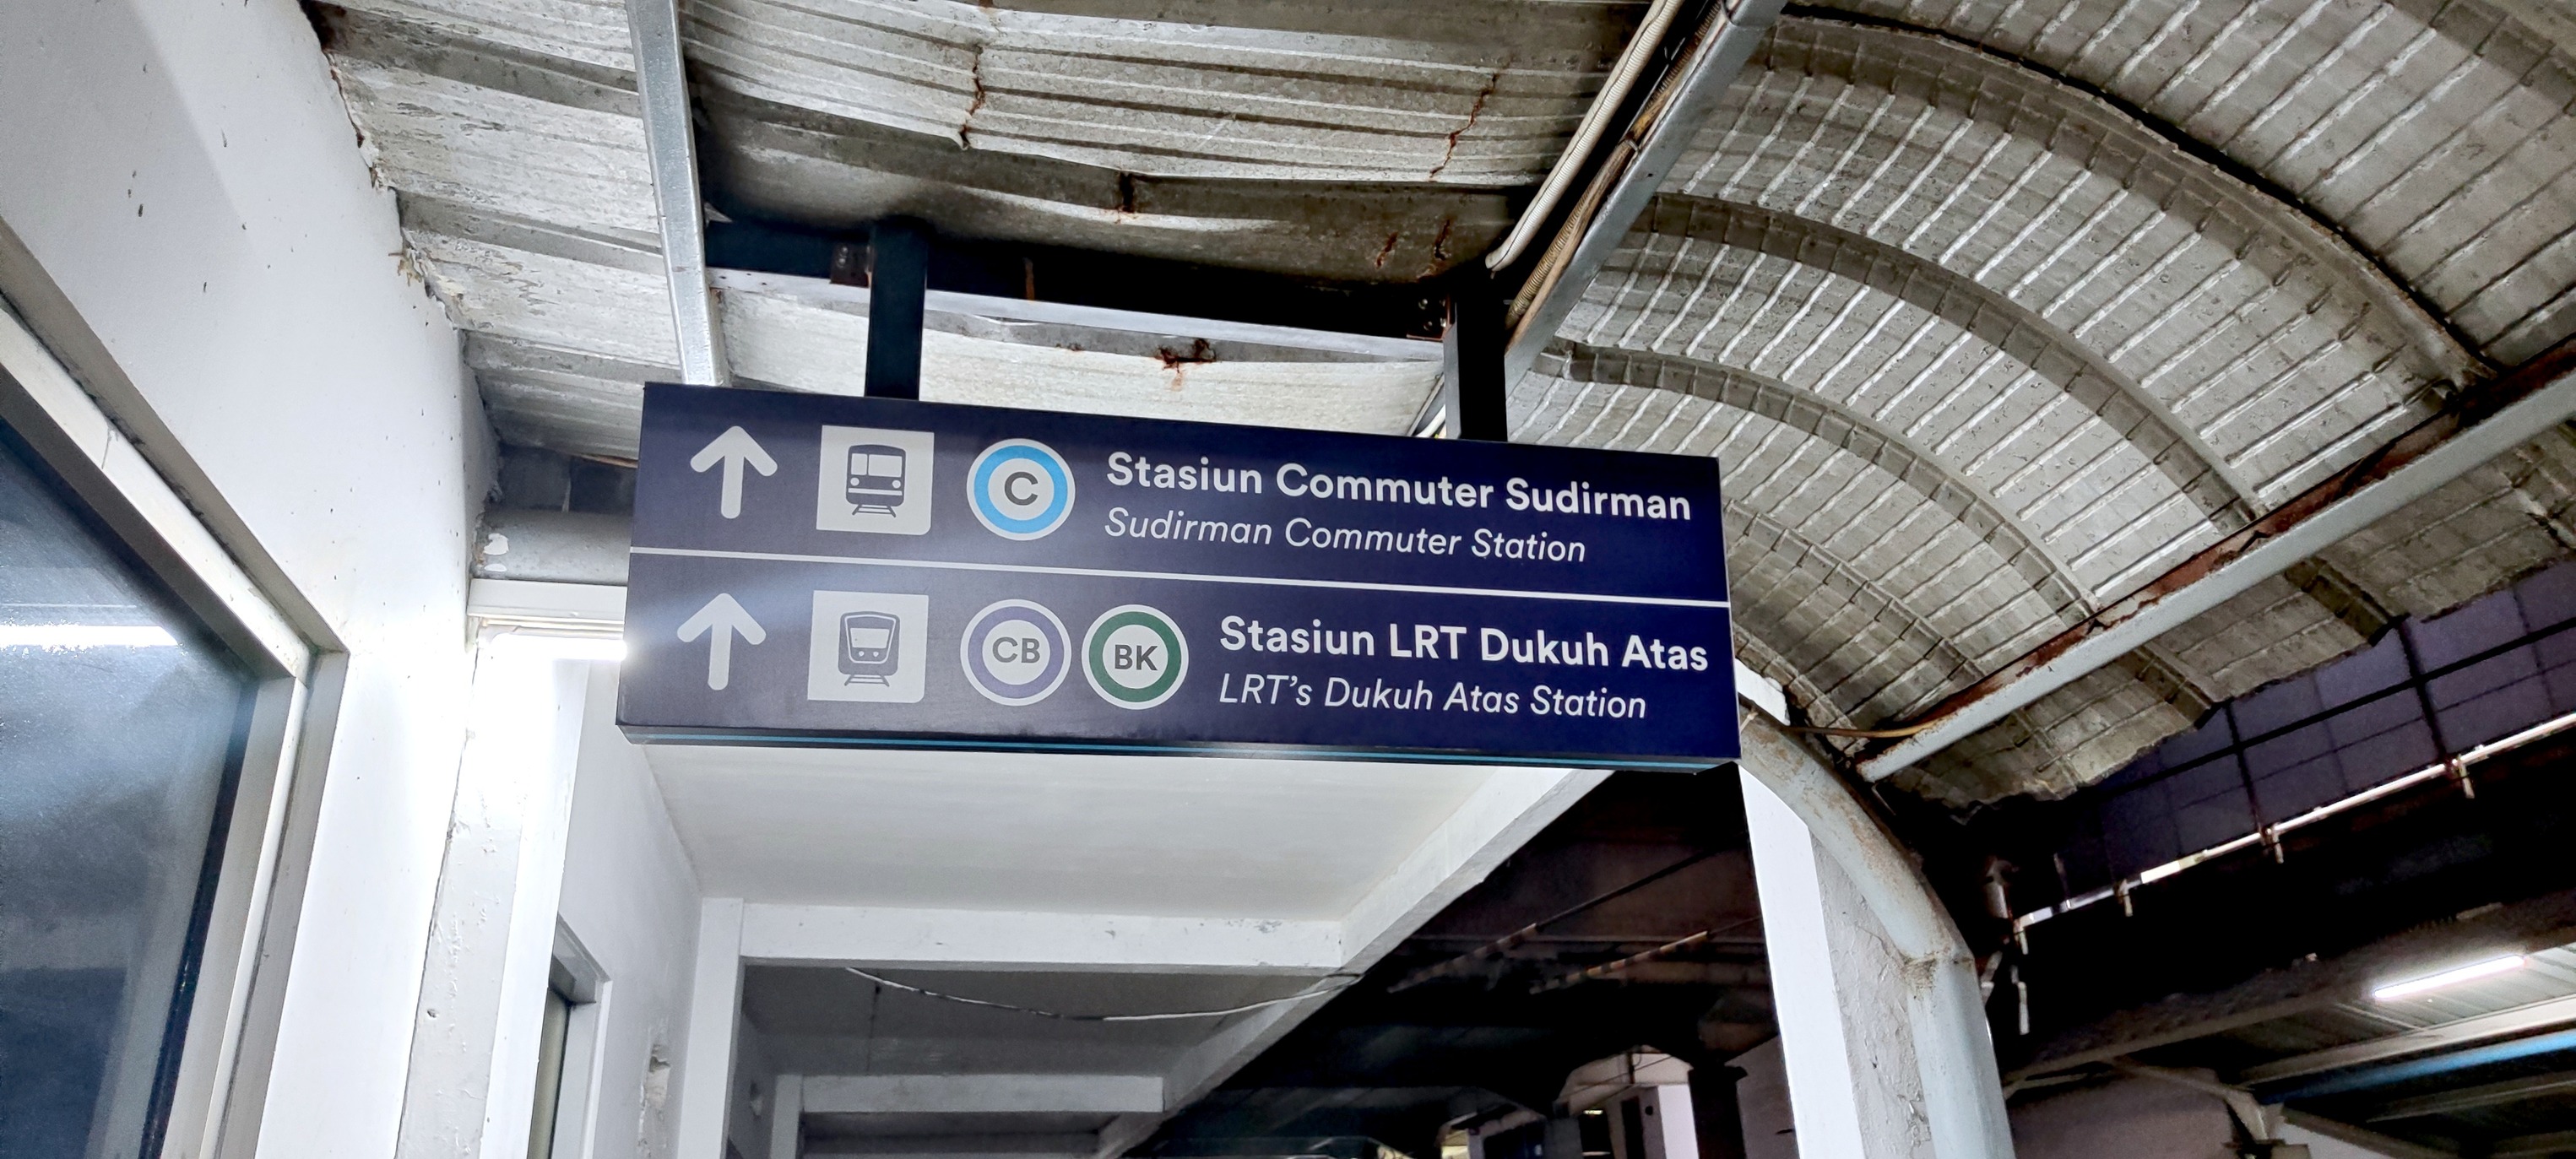 C Stasiun Commuter Sudirman
Sudirman Commuter Station
CB BK Stasiun LRT Dukuh Atas
LRT's Dukuh Atas Station